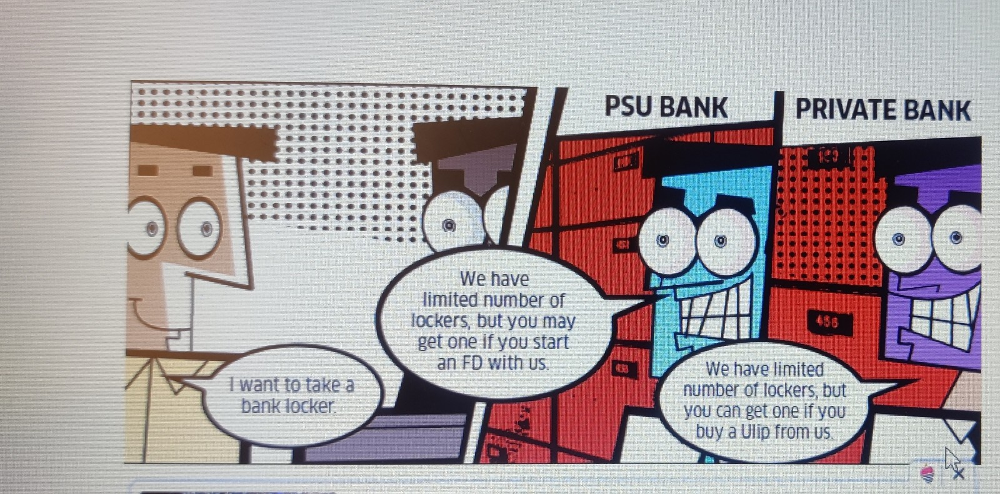 I want to take a
bank locker.
PSU BANK
We have
limited number of
lockers, but you may
get one if you start
an FD with us.
PRIVATE BANK
We have limited
number of lockers, but
you can get one if you
buy a Ulip from us.
456